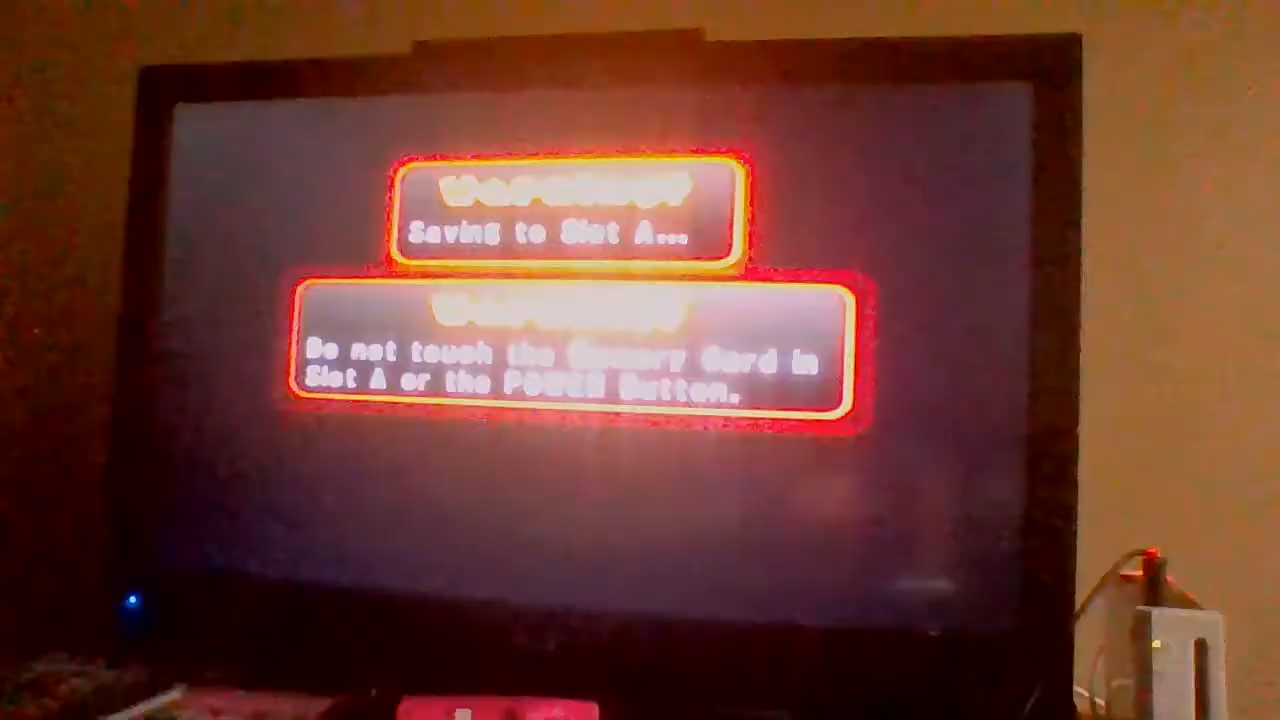 Saving to Slot A...
Do not touch the Memory Card in
Slot A or the POWER Button.